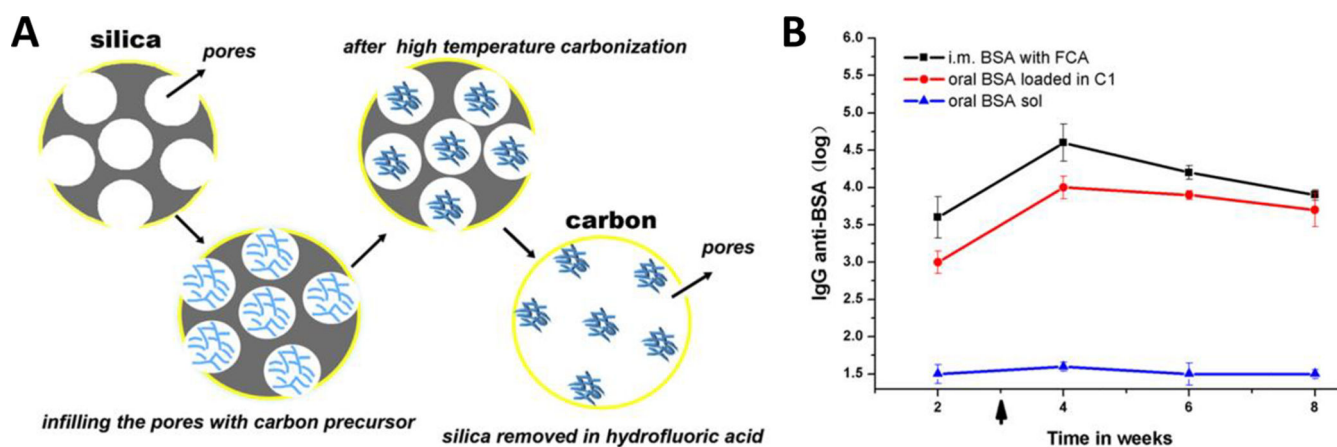 A
silica
pores
after high temperature carbonization
carbon
pores
infilling the pores with carbon precursor
silica removed in hydrofluoric acid
B
6.0
5.5
5.0
4.5
4.0
3.5
3.0
2.5
2.0
1.5
IgG anti-BSA (log)
i.m. BSA with FCA
oral BSA loaded in C1
oral BSA sol
2
4
6
8
Time in weeks